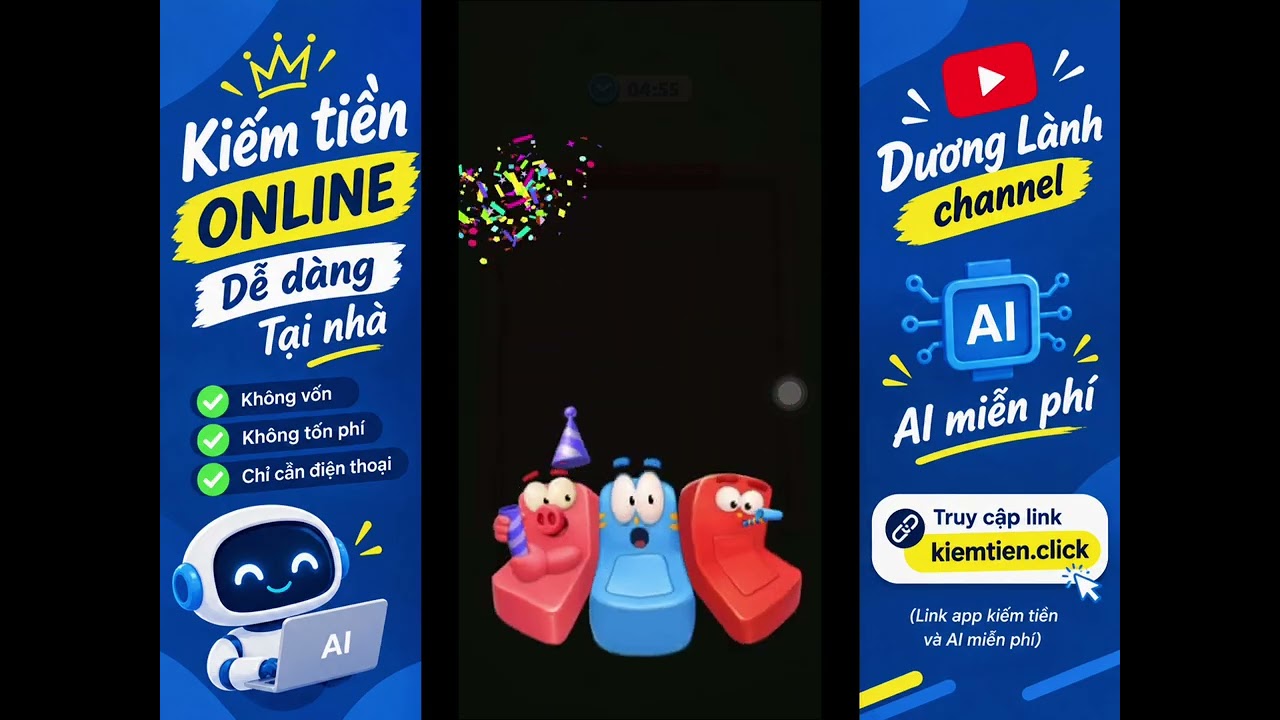 Kiếm tiền
ONLINE
Dễ dàng
Tại nhà
Không vốn
Không tốn phí
Chỉ cần điện thoại
AI
04:55
Dương Lành
channel
AI
AI miễn phí
Truy cập link
kiemtien.click
(Link app kiếm tiền
và AI miễn phí)